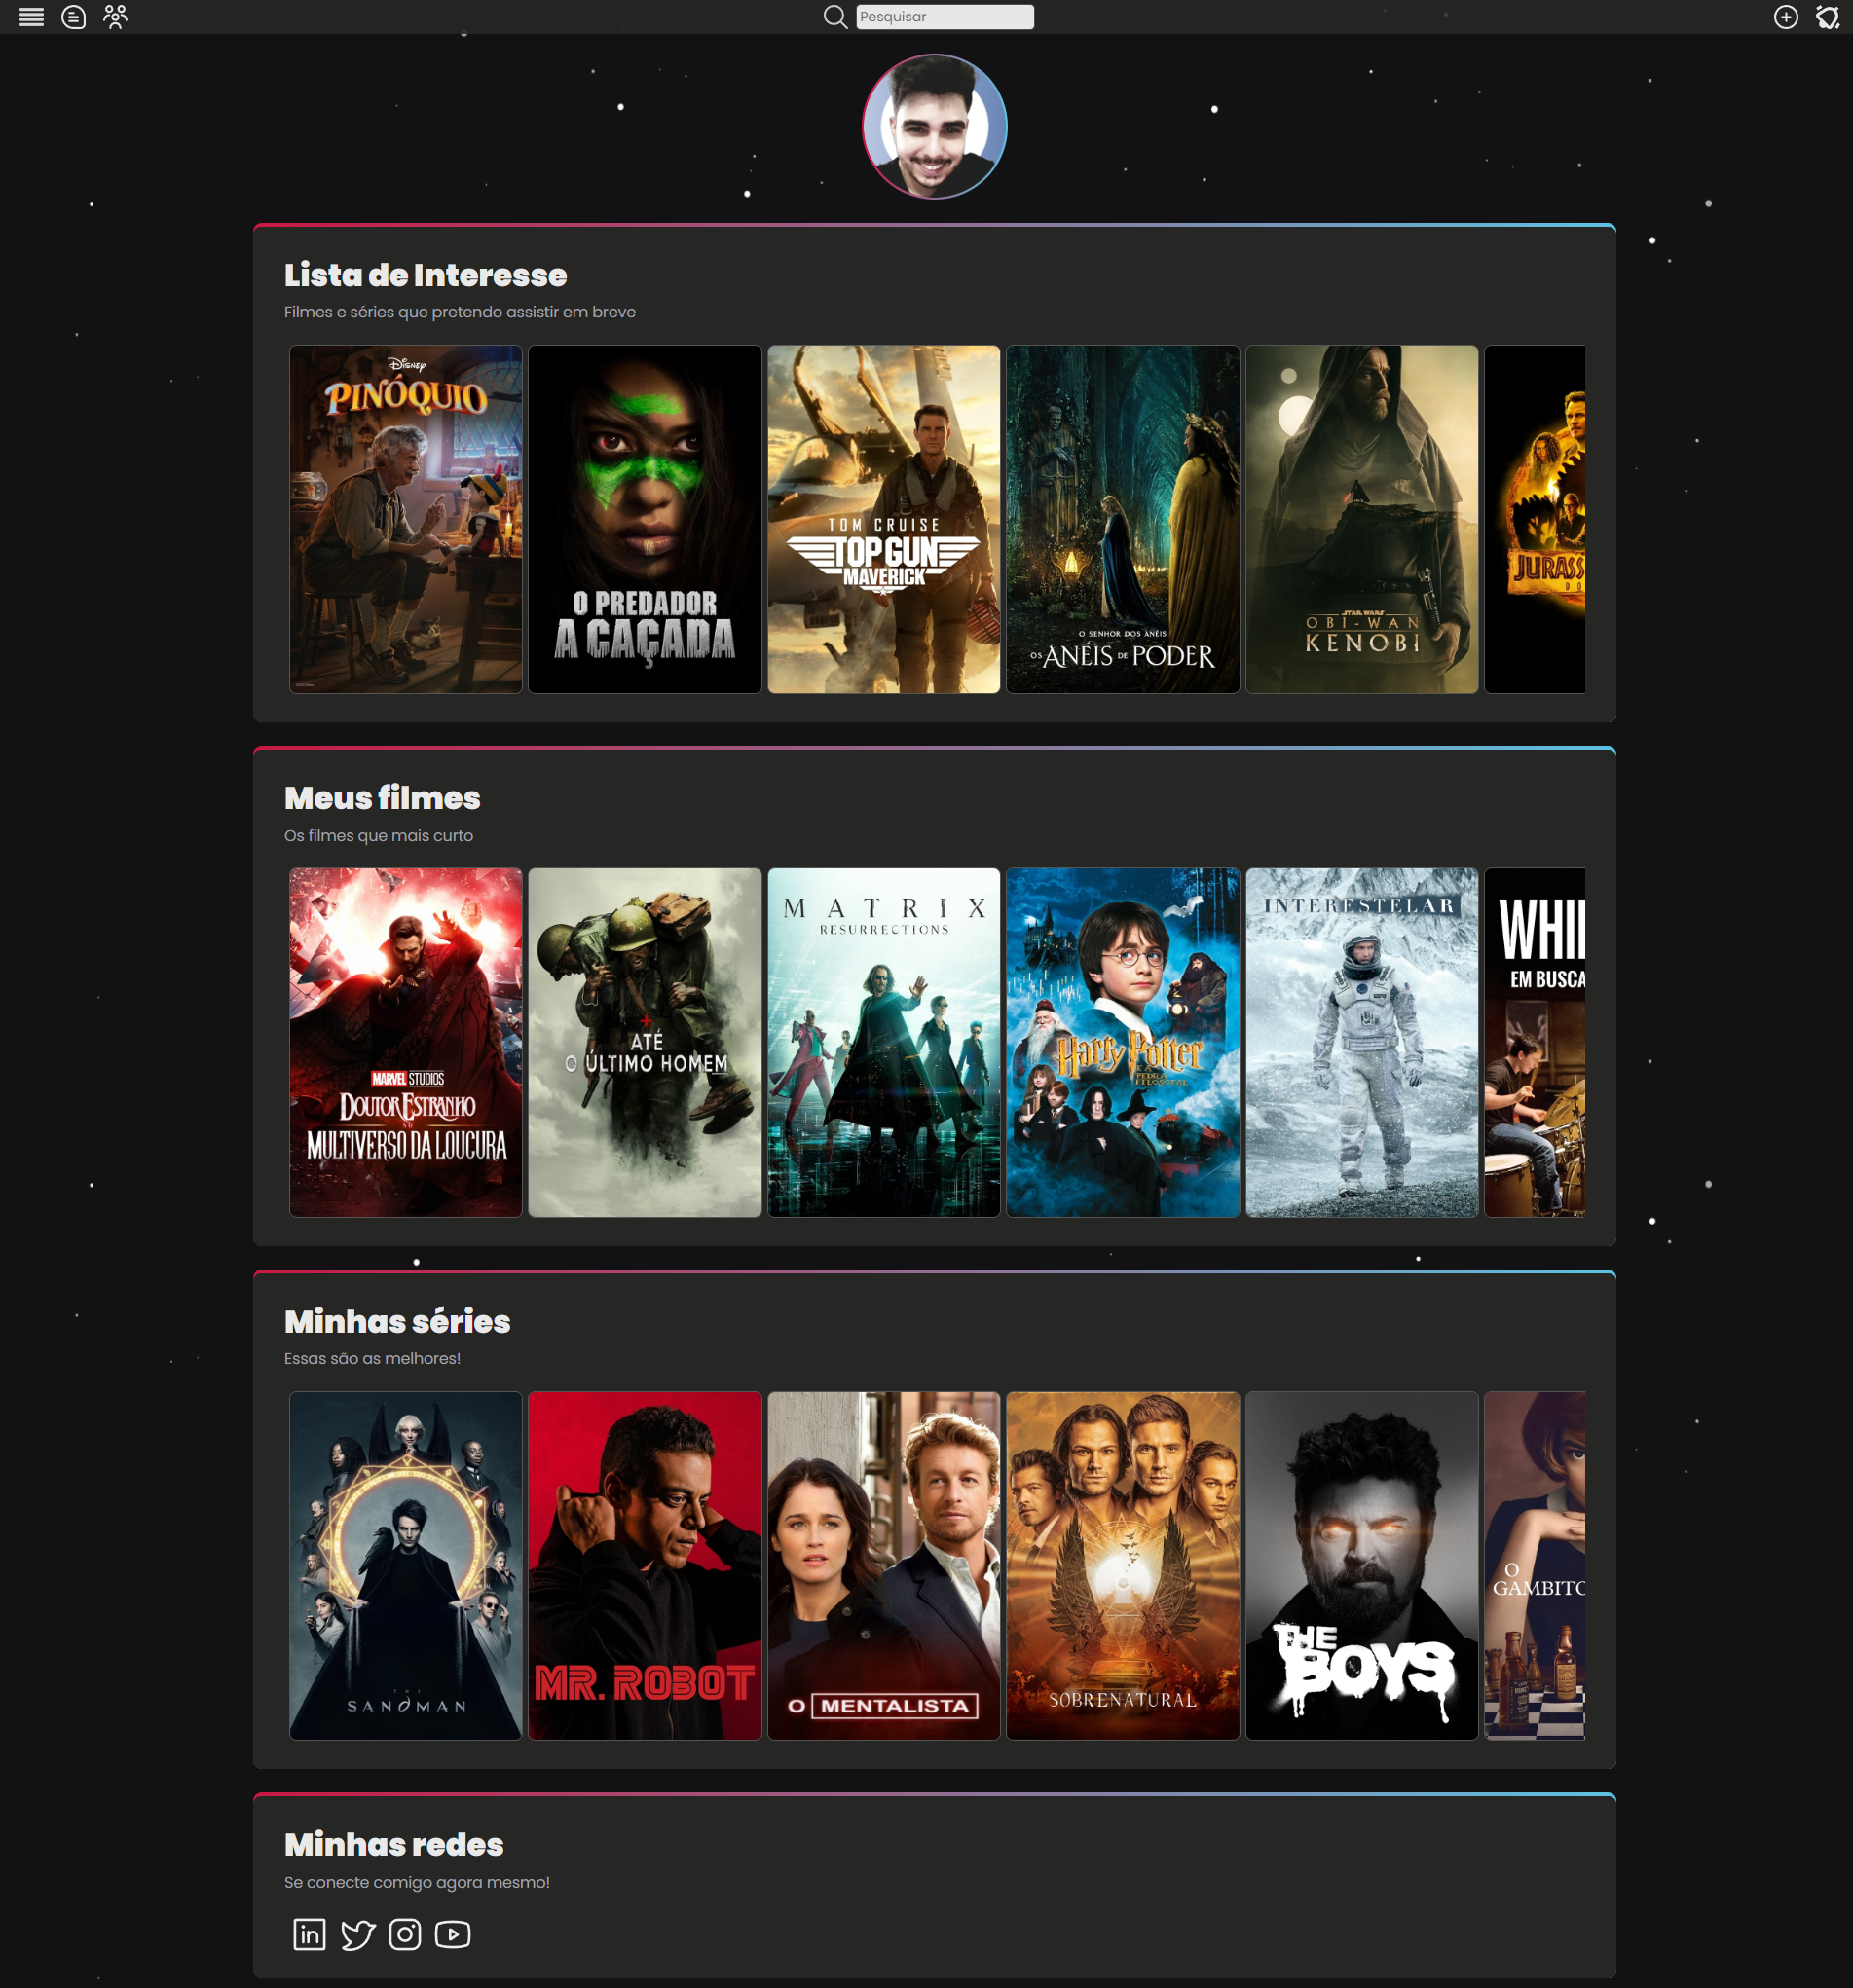 Pesquisar
Lista de Interesse
Filmes e séries que pretendo assistir em breve
Disney
PINÓQUIO
O PREDADOR
A CAÇADA
TOM CRUISE
TOP GUN
MAVERICK
O SENHOR DOS ANÉIS
OS ANÉIS DE PODER
STAR WARS
OBI-WAN
KENOBI
JURASS
DO
Meus filmes
Os filmes que mais curto
MARVEL STUDIOS
DOUTOR ESTRANHO
NO
MULTIVERSO DA LOUCURA
ATÉ
O ÚLTIMO HOMEM
MATRIX
RESURRECTIONS
Harry Potter
E A
PEDRA
FILOSOFAL
INTERESTELAR
WHI
EM BUSCA
Minhas séries
Essas são as melhores!
THE
SANDMAN
MR. ROBOT
O MENTALISTA
SOBRENATURAL
THE
BOYS
O
GAMBITO
Minhas redes
Se conecte comigo agora mesmo!
in